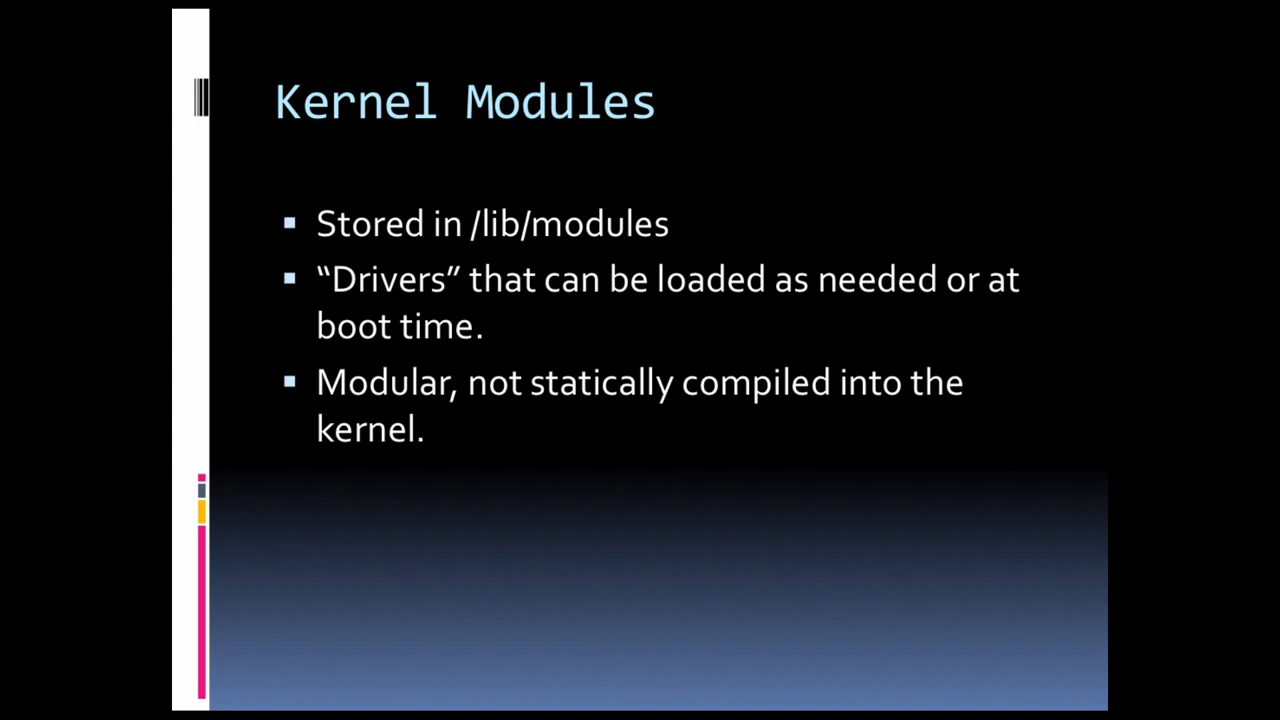 Kernel Modules
Stored in /lib/modules
“Drivers” that can be loaded as needed or at
boot time.
Modular, not statically compiled into the
kernel.